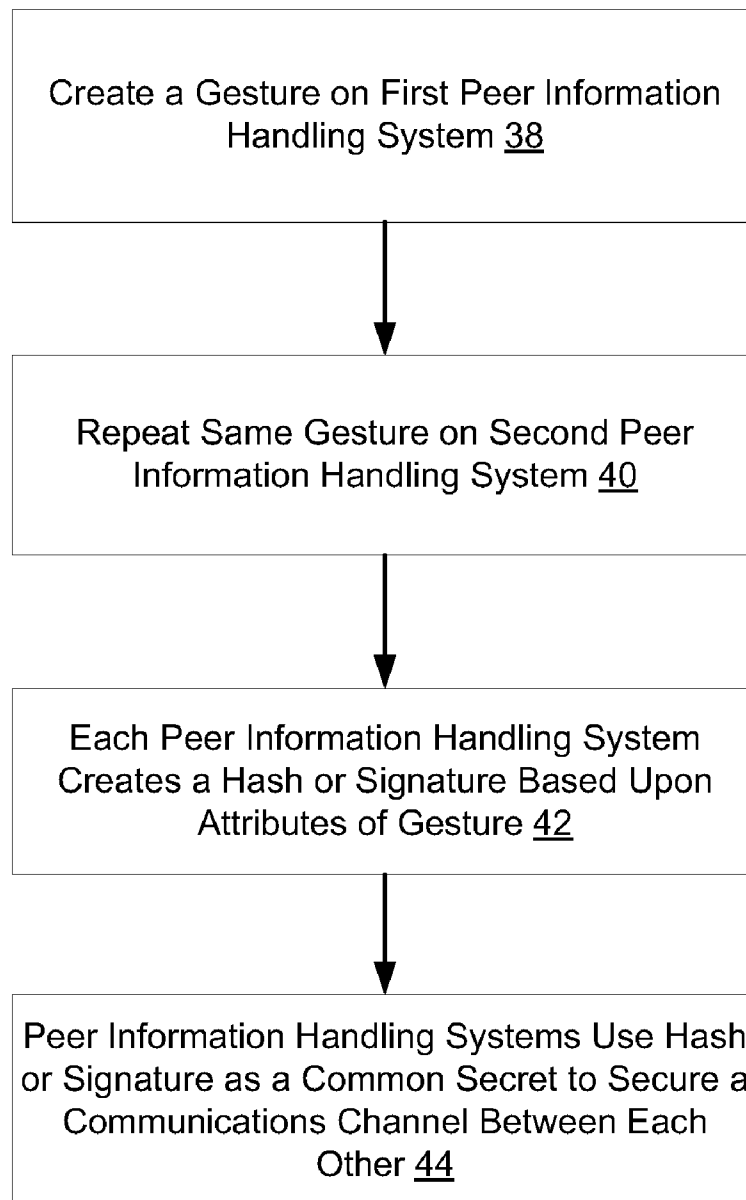 Create a Gesture on First Peer Information
Handling System 38
Repeat Same Gesture on Second Peer
Information Handling System 40
Each Peer Information Handling System
Creates a Hash or Signature Based Upon
Attributes of Gesture 42
Peer Information Handling Systems Use Hash
or Signature as a Common Secret to Secure a
Communications Channel Between Each
Other 44